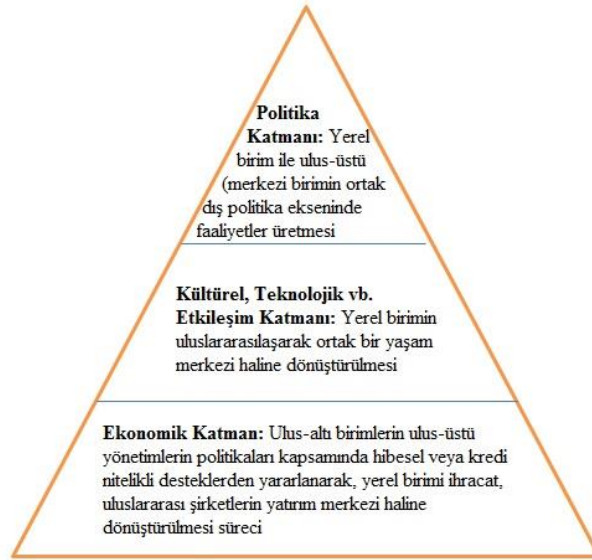 Politika
Katmanı: Yerel
birim ile ulus-üstü
(merkezi birimin ortak
dış politika ekseninde
faaliyetler üretmesi
Kültürel, Teknolojik vb.
Etkileşim Katmanı: Yerel birimin
uluslararasılaşarak ortak bir yaşam
merkezi haline dönüştürülmesi
Ekonomik Katman: Ulus-altı birimlerin ulus-üstü
yönetimlerin politikaları kapsamında hibesel veya kredi
nitelikli desteklerden yararlanarak, yerel birimi ihracat,
uluslararası şirketlerin yatırım merkezi haline
dönüştürülmesi süreci